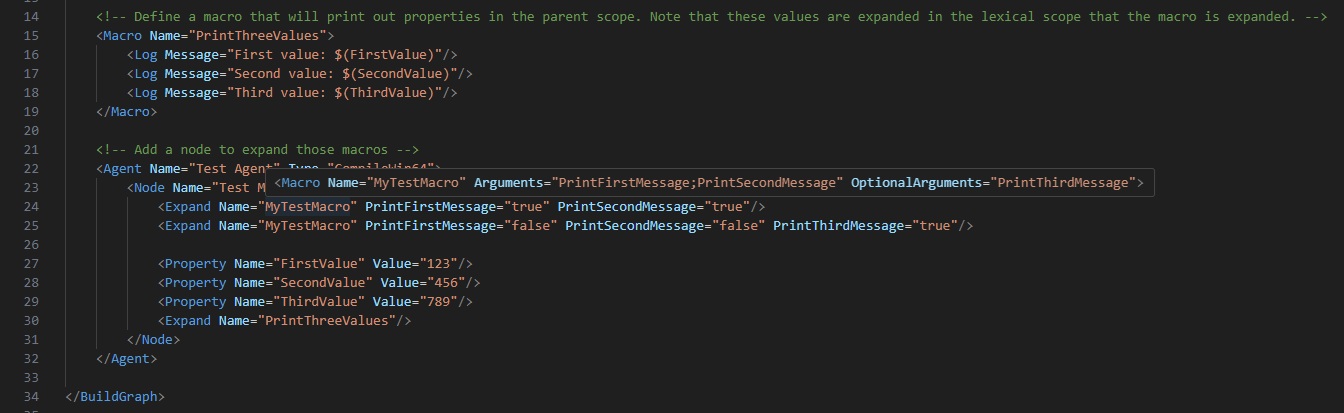 14 <!-- Define a macro that will print out properties in the parent scope. Note that these values are expanded in the lexical scope that the macro is expanded. -->
15 <Macro Name="PrintThreeValues">
16 <Log Message="First value: $(FirstValue)"/>
17 <Log Message="Second value: $(SecondValue)"/>
18 <Log Message="Third value: $(ThirdValue)"/>
19 </Macro>
20
21 <!-- Add a node to expand those macros -->
22 <Agent Name="Test Agent" Type="CompileWin64">
<Macro Name="MyTestMacro" Arguments="PrintFirstMessage;PrintSecondMessage" OptionalArguments="PrintThirdMessage">
23 <Node Name="Test M
24 <Expand Name="MyTestMacro" PrintFirstMessage="true" PrintSecondMessage="true"/>
25 <Expand Name="MyTestMacro" PrintFirstMessage="false" PrintSecondMessage="false" PrintThirdMessage="true"/>
26
27 <Property Name="FirstValue" Value="123"/>
28 <Property Name="SecondValue" Value="456"/>
29 <Property Name="ThirdValue" Value="789"/>
30 <Expand Name="PrintThreeValues"/>
31 </Node>
32 </Agent>
33
34 </BuildGraph>